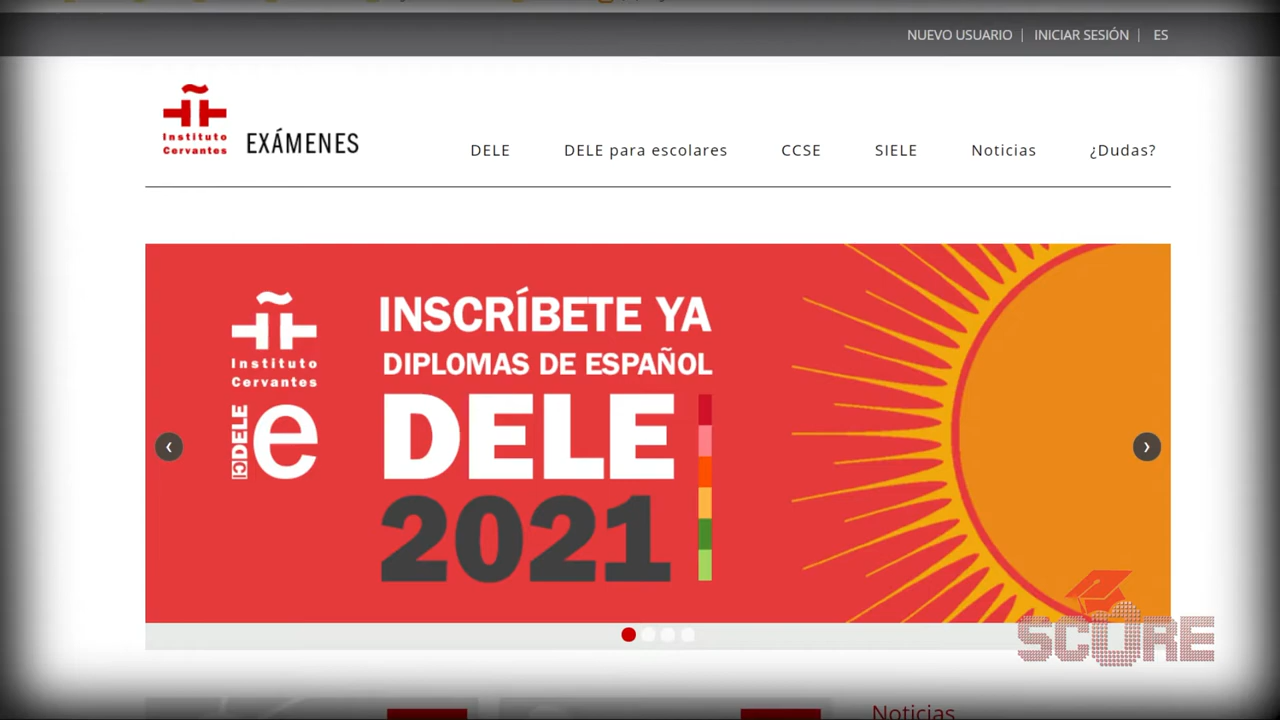 NUEVO USUARIO | INICIAR SESIÓN | ES
Instituto
Cervantes
EXÁMENES
DELE DELE para escolares CCSE SIELE Noticias ¿Dudas?
Instituto
Cervantes
DELE
e
INSCRÍBETE YA
DIPLOMAS DE ESPAÑOL
DELE
2021
SCORE
Noticias